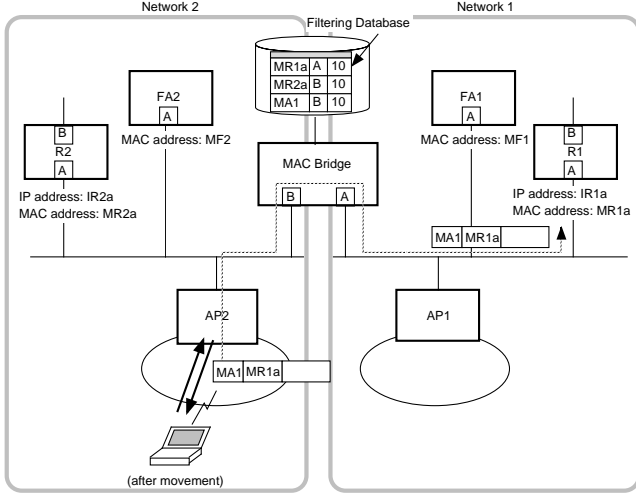 Network 2
Network 1
Filtering Database
MR1a A 10
MR2a B 10
MA1 B 10
FA2
A
MAC address: MF2
FA1
A
MAC address: MF1
B
R2
A
IP address: IR2a
MAC address: MR2a
B
R1
A
IP address: IR1a
MAC address: MR1a
MAC Bridge
B A
MA1 MR1a
AP2
AP1
MA1 MR1a
(after movement)